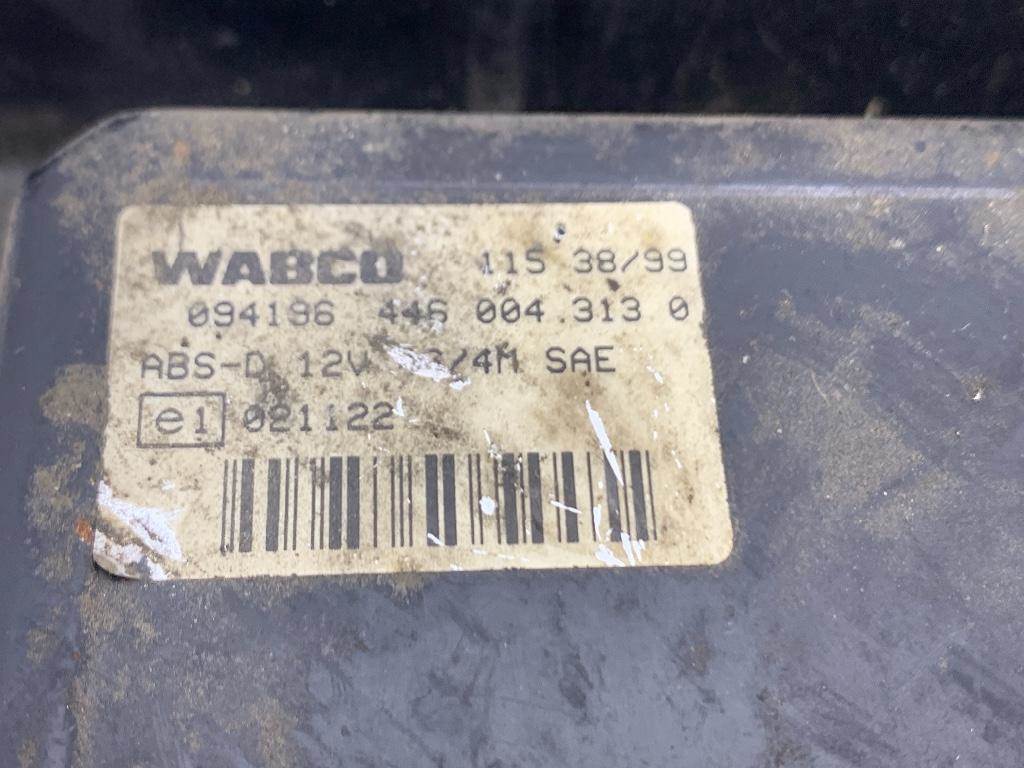 WABCO 115 38/99
094196 446 004 313 0
ABS-D 12V /4M SAE
e1 021122